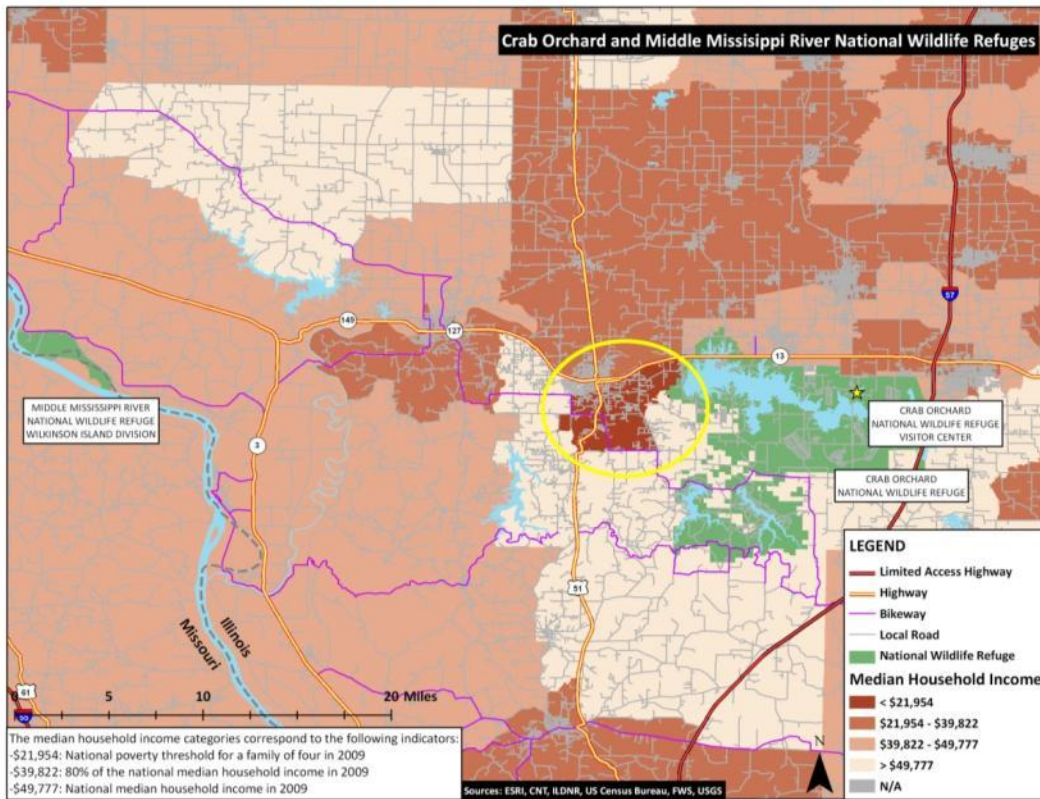 Crab Orchard and Middle Missisippi River National Wildlife Refuges
57
149
127
13
MIDDLE MISSISSIPPI RIVER
NATIONAL WILDLIFE REFUGE
WILKINSON ISLAND DIVISION
CRAB ORCHARD
NATIONAL WILDLIFE REFUGE
VISITOR CENTER
3
CRAB ORCHARD
NATIONAL WILDLIFE REFUGE
51
Illinois
Missouri
61
55
0 5 10 20 Miles
LEGEND
Limited Access Highway
Highway
Bikeway
Local Road
National Wildlife Refuge
Median Household Income
< $21,954
$21,954 - $39,822
$39,822 - $49,777
> $49,777
N/A
N
The median household income categories correspond to the following indicators:
-$21,954: National poverty threshold for a family of four in 2009
-$39,822: 80% of the national median household income in 2009
-$49,777: National median household income in 2009
Sources: ESRI, CNT, ILDNR, US Census Bureau, FWS, USGS